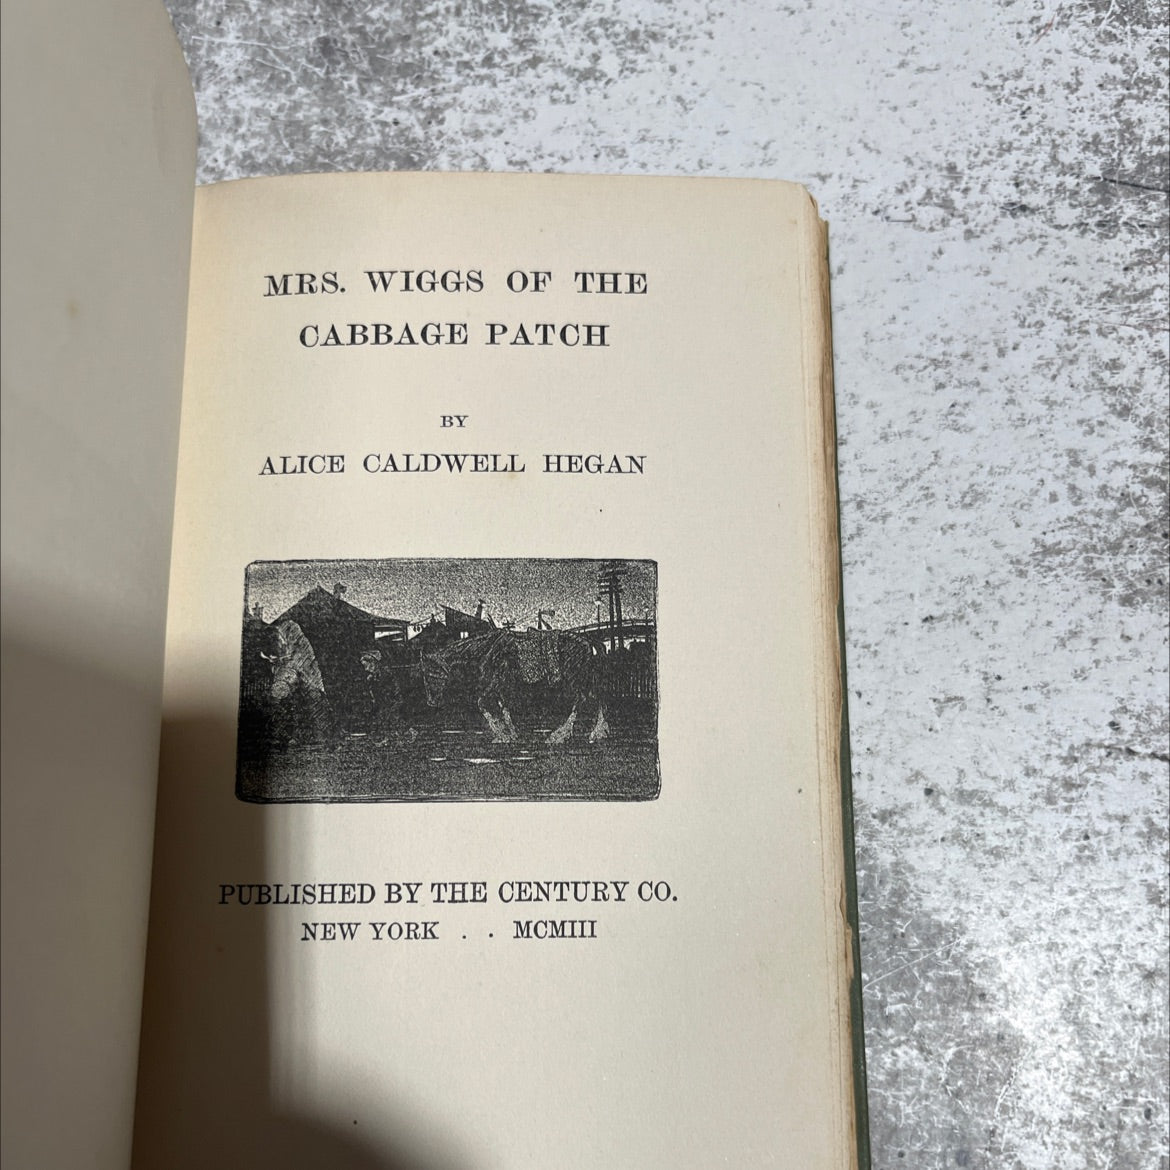 MRS. WIGGS OF THE
CABBAGE PATCH
BY
ALICE CALDWELL HEGAN
PUBLISHED BY THE CENTURY CO.
NEW YORK . . MCMIII